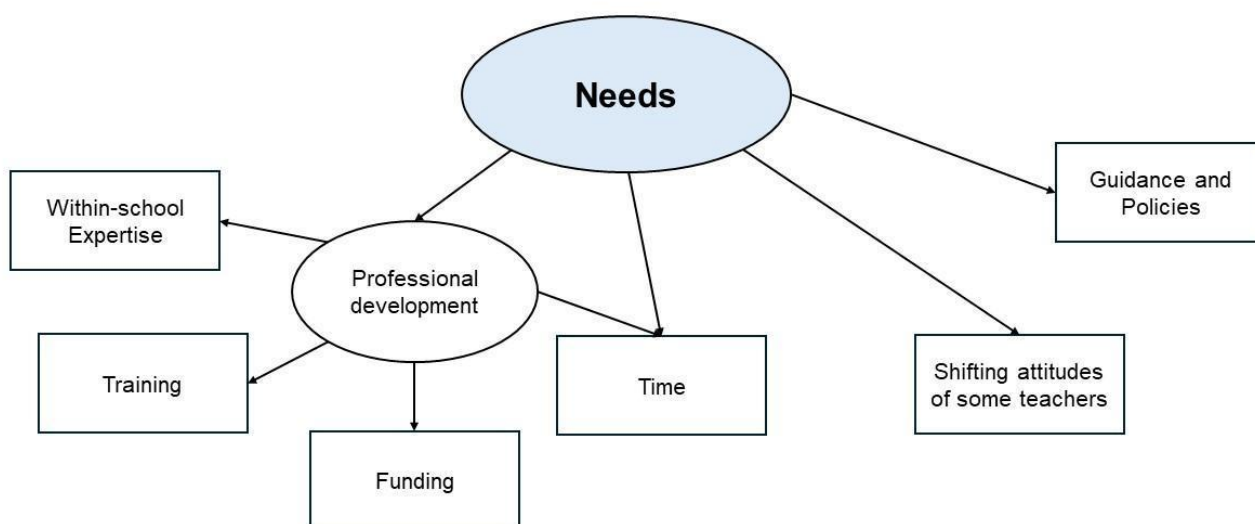 Needs
Guidance and
Policies
Within-school
Expertise
Professional
development
Training
Time
Shifting attitudes
of some teachers
Funding